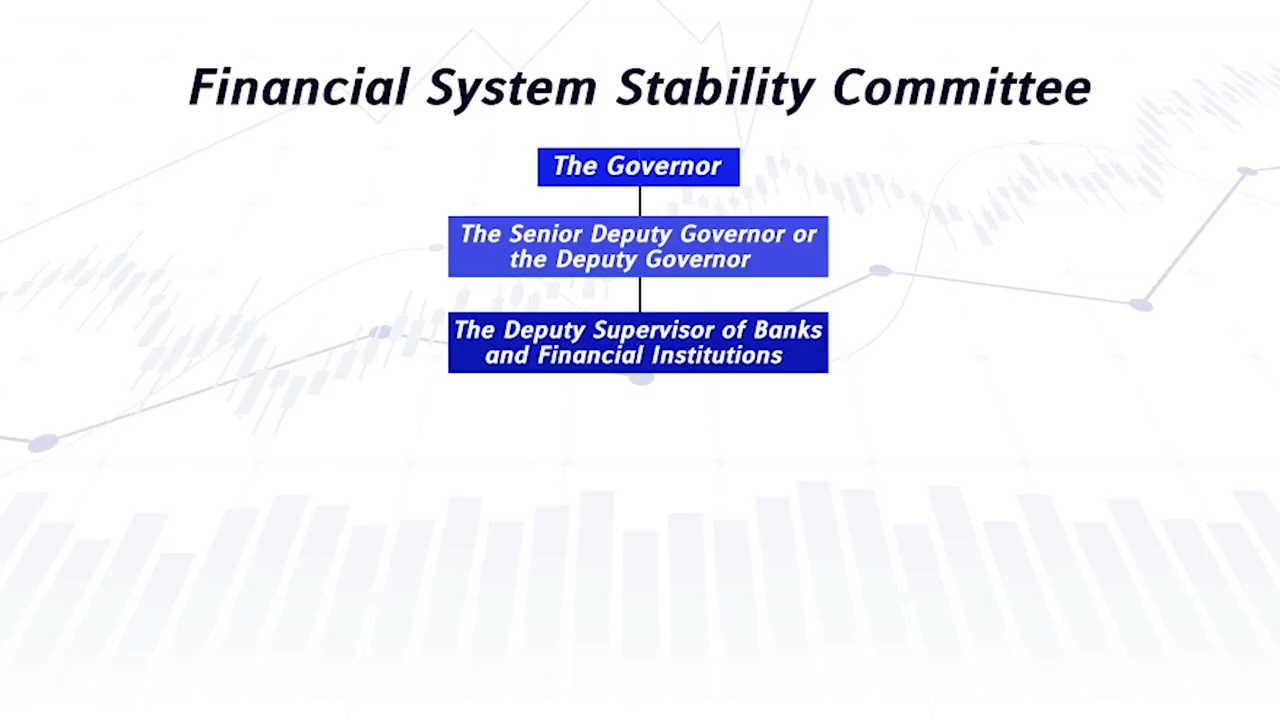 Financial System Stability Committee
The Governor
The Senior Deputy Governor or
the Deputy Governor
The Deputy Supervisor of Banks
and Financial Institutions